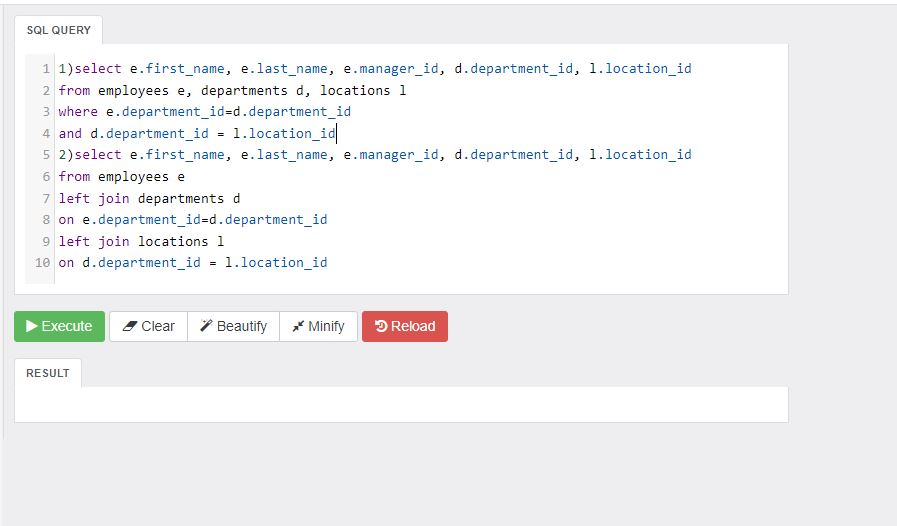 SQL QUERY
1 1)select e.first_name, e.last_name, e.manager_id, d.department_id, l.location_id
2 from employees e, departments d, locations l
3 where e.department_id=d.department_id
4 and d.department_id = l.location_id
5 2)select e.first_name, e.last_name, e.manager_id, d.department_id, l.location_id
6 from employees e
7 left join departments d
8 on e.department_id=d.department_id
9 left join locations l
10 on d.department_id = l.location_id
Execute Clear Beautify Minify Reload
RESULT